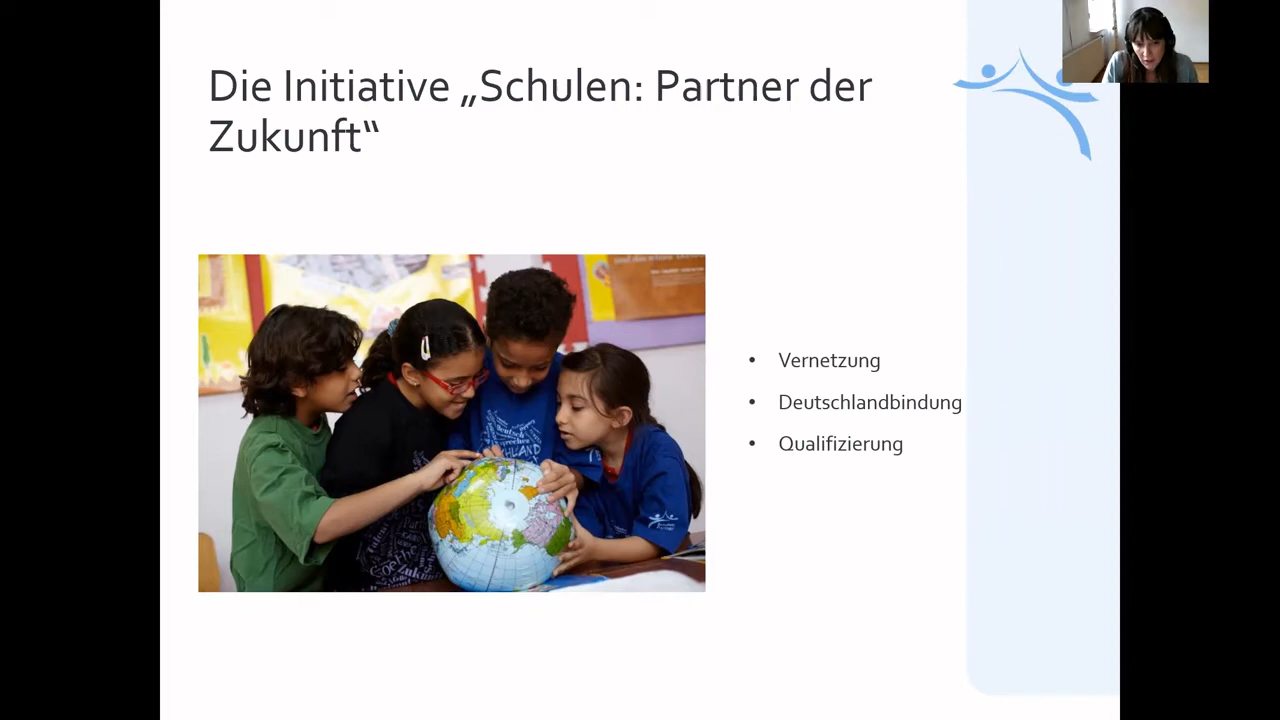 Die Initiative „Schulen: Partner der
Zukunft“
• Vernetzung
• Deutschlandbindung
• Qualifizierung